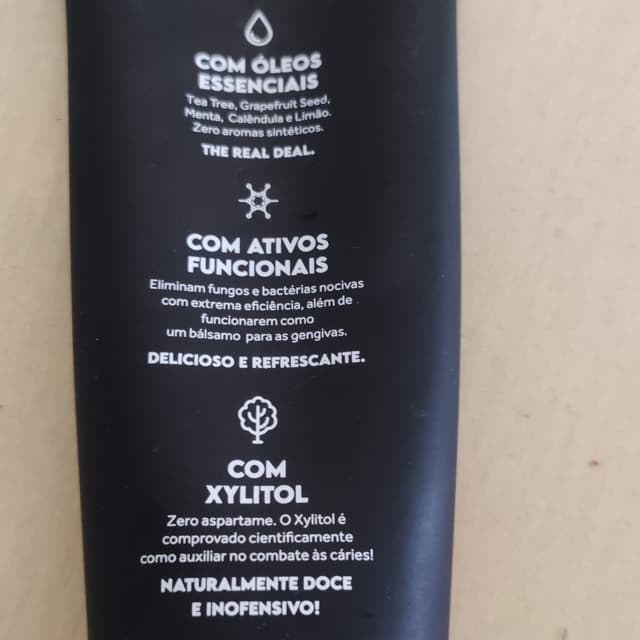 COM ÓLEOS
ESSENCIAIS
Tea Tree, Grapefruit Seed,
Menta, Calêndula e Limão.
Zero aromas sintéticos.
THE REAL DEAL.
COM ATIVOS
FUNCIONAIS
Eliminam fungos e bactérias nocivas
com extrema eficiência, além de
funcionarem como
um bálsamo para as gengivas.
DELICIOSO E REFRESCANTE.
COM
XYLITOL
Zero aspartame. O Xylitol é
comprovado cientificamente
como auxiliar no combate às cáries!
NATURALMENTE DOCE
E INOFENSIVO!